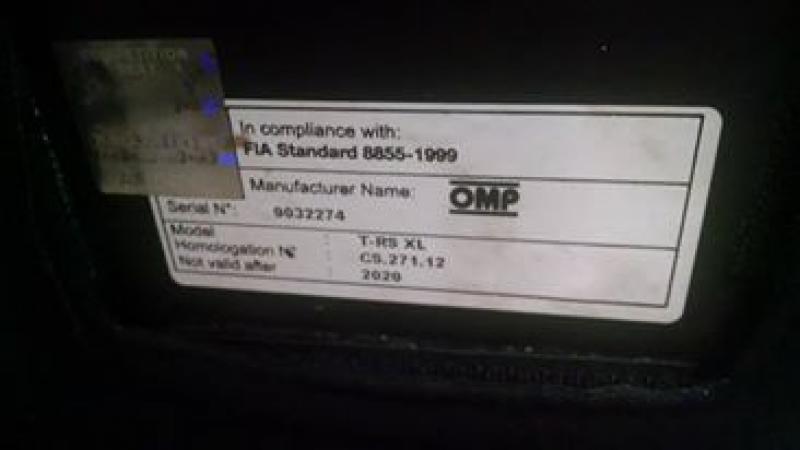 In compliance with:
FIA Standard 8855-1999
Manufacturer Name: OMP
Serial N°: 9032274
Model : T-RS XL
Homologation N° : CS.271.12
Not valid after : 2020